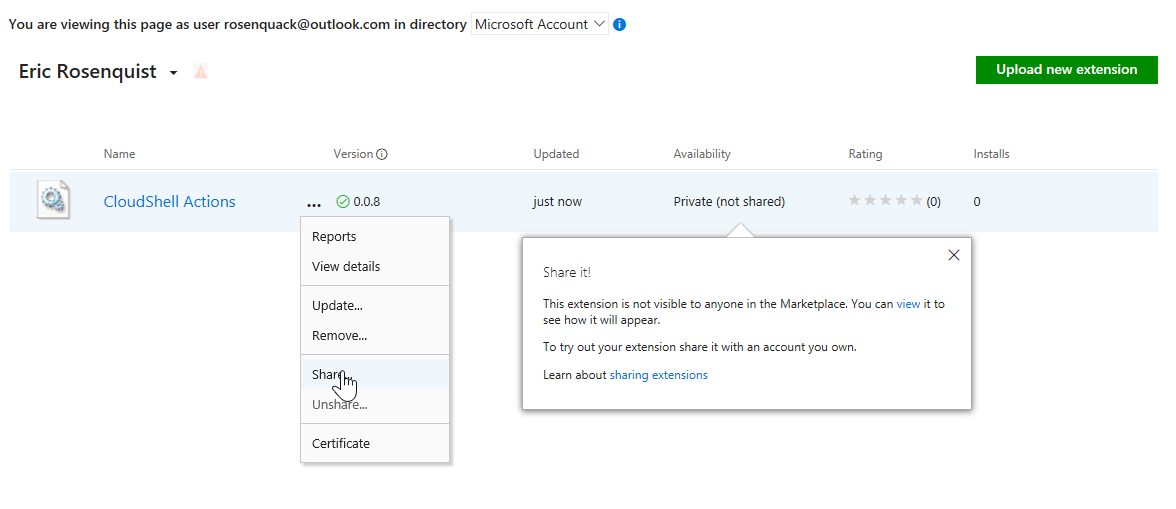 You are viewing this page as user rosenquack@outlook.com in directory Microsoft Account
Eric Rosenquist
Upload new extension
Name Version Updated Availability Rating Installs
CloudShell Actions ... 0.0.8 just now Private (not shared) (0) 0
Reports
View details
Update...
Remove...
Share...
Unshare...
Certificate
Share it!
This extension is not visible to anyone in the Marketplace. You can view it to
see how it will appear.
To try out your extension share it with an account you own.
Learn about sharing extensions